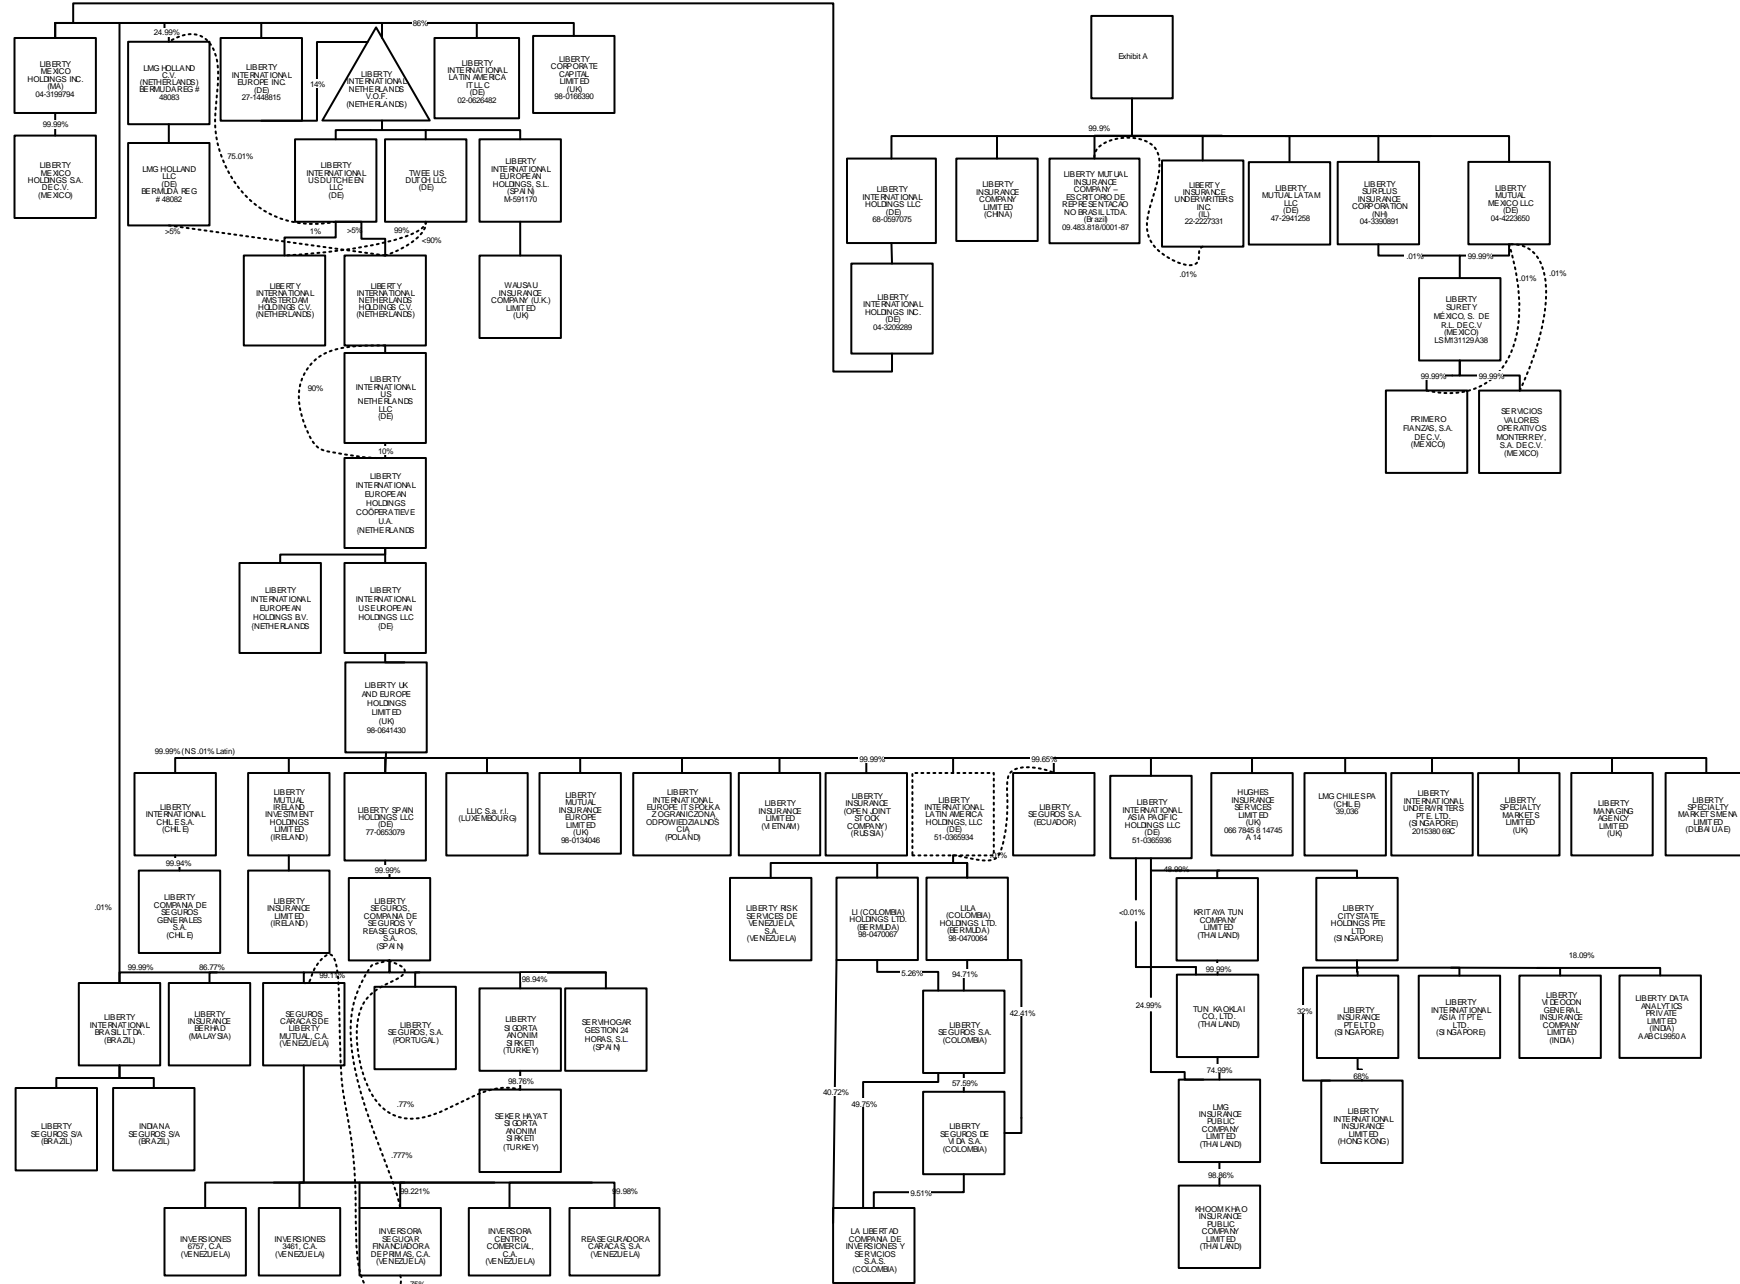 86%
24.99%
LIBERTY
MEXICO
HOLDINGS INC.
(MA)
04-3199794
LMG HOLLAND
C.V.
(NETHERLANDS)
BERMUDA REG #
48083
LIBERTY
INTERNATIONAL
EUROPE INC.
(DE)
27-1448815
14%
LIBERTY
INTERNATIONAL
NETHERLANDS
V.O.F.
(NETHERLANDS)
LIBERTY
INTERNATIONAL
LATIN AMERICA
IT LLC
(DE)
02-0626482
LIBERTY
CORPORATE
CAPITAL
LIMITED
(UK)
98-0166390
Exhibit A
99.99%
LIBERTY
MEXICO
HOLDINGS S.A.
DE C.V.
(MEXICO)
LMG HOLLAND
LLC
(DE)
BERMUDA REG
# 48082
75.01%
LIBERTY
INTERNATIONAL
US DUTCHEEN
LLC
(DE)
TWEE US
DUTCH LLC
(DE)
LIBERTY
INTERNATIONAL
EUROPEAN
HOLDINGS, S.L.
(SPAIN)
M-591170
99.9%
LIBERTY
INTERNATIONAL
HOLDINGS LLC
(DE)
68-0597075
LIBERTY
INSURANCE
COMPANY
LIMITED
(CHINA)
LIBERTY MUTUAL
INSURANCE
COMPANY –
ESCRITORIO DE
REPRESENTACAO
NO BRASIL LTDA.
(Brazil)
09.483.818/0001-87
LIBERTY
INSURANCE
UNDERWRITERS
INC.
(IL)
22-2227331
LIBERTY
MUTUAL LATAM
LLC
(DE)
47-2941258
LIBERTY
SURPLUS
INSURANCE
CORPORATION
(NH)
04-3390891
LIBERTY
MUTUAL
MEXICO LLC
(DE)
04-4223650
>5%
1%
>5%
99%
<90%
.01%
.01%
99.99%
.01%
.01%
LIBERTY
INTERNATIONAL
AMSTERDAM
HOLDINGS C.V.
(NETHERLANDS)
LIBERTY
INTERNATIONAL
NETHERLANDS
HOLDINGS C.V.
(NETHERLANDS)
WAUSAU
INSURANCE
COMPANY (U.K.)
LIMITED
(UK)
LIBERTY
INTERNATIONAL
HOLDINGS INC.
(DE)
04-3209289
LIBERTY
SURETY
MÉXICO, S. DE
R.L. DE C.V
(MEXICO)
LSM131129A38
90%
LIBERTY
INTERNATIONAL
US
NETHERLANDS
LLC
(DE)
99.99%
99.99%
PRIMERO
FIANZAS, S.A.
DE C.V.
(MEXICO)
SERVICIOS
VALORES
OPERATIVOS
MONTERREY,
S.A. DE C.V.
(MEXICO)
10%
LIBERTY
INTERNATIONAL
EUROPEAN
HOLDINGS
COÖPERATIEVE
U.A.
(NETHERLANDS
LIBERTY
INTERNATIONAL
EUROPEAN
HOLDINGS B.V.
(NETHERLANDS
LIBERTY
INTERNATIONAL
US EUROPEAN
HOLDINGS LLC
(DE)
LIBERTY UK
AND EUROPE
HOLDINGS
LIMITED
(UK)
98-0641430
99.99% (NS .01% Latin)
99.99%
99.65%
LIBERTY
INTERNATIONAL
CHILE S.A.
(CHILE)
LIBERTY
MUTUAL
IRELAND
INVESTMENT
HOLDINGS
LIMITED
(IRELAND)
LIBERTY SPAIN
HOLDINGS LLC
(DE)
77-0653079
LLIC S.a. r.l.
(LUXEMBOURG)
LIBERTY
MUTUAL
INSURANCE
EUROPE
LIMITED
(UK)
98-0134046
LIBERTY
INTERNATIONAL
EUROPE IT SPÓŁKA
Z OGRANICZONĄ
ODPOWIEDZIALNOŚ
CIĄ
(POLAND)
LIBERTY
INSURANCE
LIMITED
(VIETNAM)
LIBERTY
INSURANCE
(OPEN JOINT
STOCK
COMPANY)
(RUSSIA)
LIBERTY
INTERNATIONAL
LATIN AMERICA
HOLDINGS, LLC
(DE)
51-0365934
LIBERTY
SEGUROS S.A.
(ECUADOR)
LIBERTY
INTERNATIONAL
ASIA PACIFIC
HOLDINGS LLC
(DE)
51-0365936
HUGHES
INSURANCE
SERVICES
LIMITED
(UK)
066 7845 8 14745
A 14
LMG CHILE SPA
(CHILE)
39,036
LIBERTY
INTERNATIONAL
UNDERWRITERS
PTE. LTD.
(SINGAPORE)
2015380 69C
LIBERTY
SPECIALTY
MARKETS
LIMITED
(UK)
LIBERTY
MANAGING
AGENCY
LIMITED
(UK)
LIBERTY
SPECIALTY
MARKETS MENA
LIMITED
(DUBAI UAE)
99.94%
99.99%
48.99%
.01%
LIBERTY
COMPANIA DE
SEGUROS
GENERALES
S.A.
(CHILE)
LIBERTY
INSURANCE
LIMITED
(IRELAND)
LIBERTY
SEGUROS,
COMPANIA DE
SEGUROS Y
REASEGUROS,
S.A.
(SPAIN)
LIBERTY RISK
SERVICES DE
VENEZUELA,
S.A.
(VENEZUELA)
LI (COLOMBIA)
HOLDINGS LTD.
(BERMUDA)
98-0470067
LILA
(COLOMBIA)
HOLDINGS LTD.
(BERMUDA)
98-0470064
<0.01%
KRITAYA TUN
COMPANY
LIMITED
(THAILAND)
LIBERTY
CITYSTATE
HOLDINGS PTE
LTD
(SINGAPORE)
99.99%
86.77%
98.94%
5.26%
94.71%
99.99%
18.09%
LIBERTY
INTERNATIONAL
BRASIL LTDA.
(BRAZIL)
LIBERTY
INSURANCE
BERHAD
(MALAYSIA)
SEGUROS
CARACAS DE
LIBERTY
MUTUAL, C.A.
(VENEZUELA)
LIBERTY
SEGUROS, S.A.
(PORTUGAL)
LIBERTY
SIGORTA
ANONIM
SIRKETI
(TURKEY)
SERVIHOGAR
GESTION 24
HORAS, S.L.
(SPAIN)
LIBERTY
SEGUROS S.A.
(COLOMBIA)
42.41%
24.99%
TUN KAOKLAI
CO., LTD.
(THAILAND)
32%
LIBERTY
INSURANCE
PTE LTD
(SINGAPORE)
LIBERTY
INTERNATIONAL
ASIA IT PTE.
LTD.
(SINGAPORE)
LIBERTY
VIDEOCON
GENERAL
INSURANCE
COMPANY
LIMITED
(INDIA)
LIBERTY DATA
ANALYTICS
PRIVATE
LIMITED
(INDIA)
AABCL9950A
98.76%
57.59%
74.99%
68%
LIBERTY
SEGUROS S/A
(BRAZIL)
INDIANA
SEGUROS S/A
(BRAZIL)
.77%
SEKER HAYAT
SIGORTA
ANONIM
SIRKETI
(TURKEY)
40.72%
49.75%
LIBERTY
SEGUROS DE
VIDA S.A.
(COLOMBIA)
LMG
INSURANCE
PUBLIC
COMPANY
LIMITED
(THAILAND)
LIBERTY
INTERNATIONAL
INSURANCE
LIMITED
(HONG KONG)
.777%
99.221%
99.98%
9.51%
98.86%
INVERSIONES
6757, C.A.
(VENEZUELA)
INVERSIONES
3461, C.A.
(VENEZUELA)
INVERSORA
SEGUCAR
FINANCIADORA
DE PRIMAS, C.A.
(VENEZUELA)
INVERSORA
CENTRO
COMERCIAL,
C.A.
(VENEZUELA)
REASEGURADORA
CARACAS, S.A.
(VENEZUELA)
LA LIBERTAD
COMPANIA DE
INVERSIONES Y
SERVICIOS
S.A.S.
(COLOMBIA)
KHOOM KHAO
INSURANCE
PUBLIC
COMPANY
LIMITED
(THAILAND)